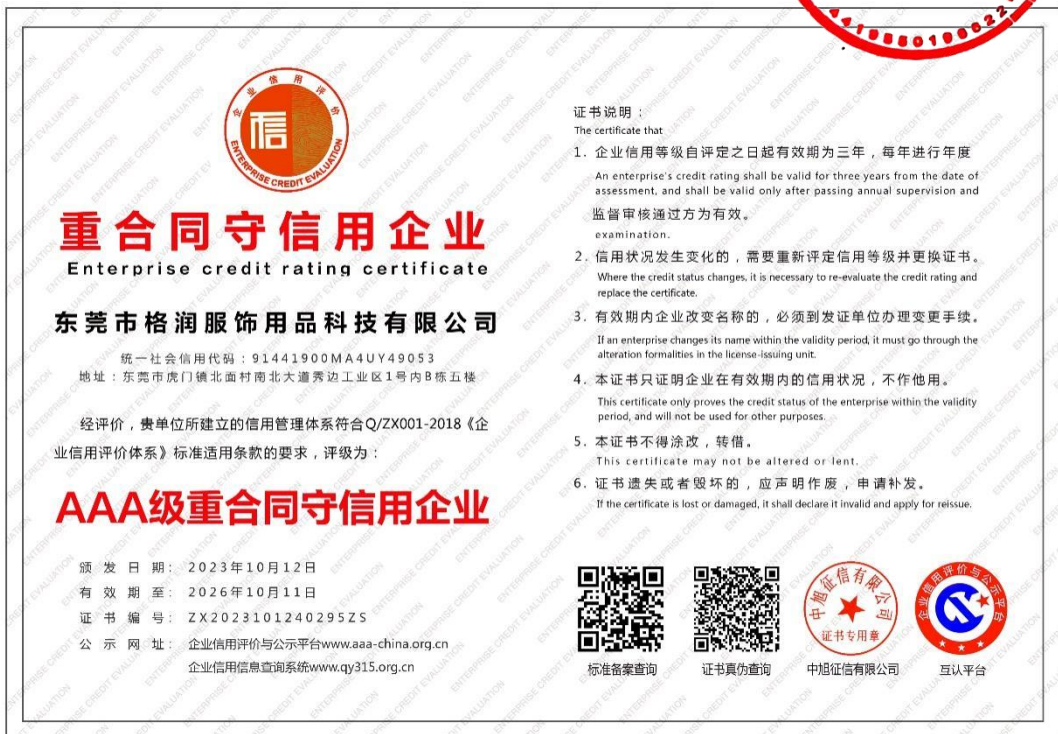 4419550190022
企业信用评价
信
ENTERPRISE CREDIT EVALUATION
重合同守信用企业
Enterprise credit rating certificate
东莞市格润服饰用品科技有限公司
统一社会信用代码：91441900MA4UY49053
地址：东莞市虎门镇北面村南北大道秀边工业区1号内B栋五楼
经评价，贵单位所建立的信用管理体系符合Q/ZX001-2018《企
业信用评价体系》标准适用条款的要求，评级为：
AAA级重合同守信用企业
颁发日期：2023年10月12日
有效期至：2026年10月11日
证书编号：ZX2023101240295ZS
公示网址：企业信用评价与公示平台www.aaa-china.org.cn
企业信用信息查询系统www.qy315.org.cn
证书说明：
The certificate that
1. 企业信用等级自评定之日起有效期为三年，每年进行年度
An enterprise's credit rating shall be valid for three years from the date of
assessment, and shall be valid only after passing annual supervision and
监督审核通过方为有效。
examination.
2. 信用状况发生变化的，需要重新评定信用等级并更换证书。
Where the credit status changes, it is necessary to re-evaluate the credit rating and
replace the certificate.
3. 有效期内企业改变名称的，必须到发证单位办理变更手续。
If an enterprise changes its name within the validity period, it must go through the
alteration formalities in the license-issuing unit.
4. 本证书只证明企业在有效期内的信用状况，不作他用。
This certificate only proves the credit status of the enterprise within the validity
period, and will not be used for other purposes.
5. 本证书不得涂改，转借。
This certificate may not be altered or lent.
6. 证书遗失或者毁坏的，应声明作废，申请补发。
If the certificate is lost or damaged, it shall declare it invalid and apply for reissue.
中旭征信有限公司
证书专用章
企业信用评价与公示平台
标准备案查询
证书真伪查询
中旭征信有限公司
互认平台